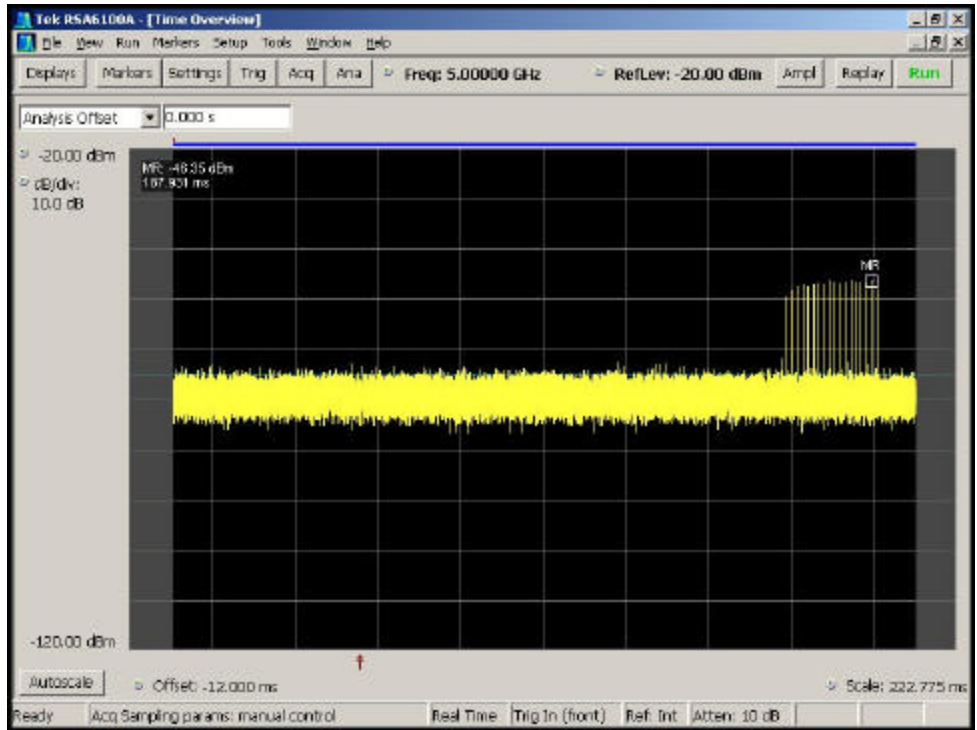 Tek RSA6100A - [Time Overview]
File View Run Markers Setup Tools Window Help
Displays Markers Settings Trig Acq Ana Freq: 5.00000 GHz RefLev: -20.00 dBm Ampl Replay Run
Analysis Offset 0.000 s
-20.00 dBm
dB/div:
10.0 dB
MR: -46.35 dBm
187.931 ms
MR
-120.00 dBm
Autoscale Offset: -12.000 ms Scale: 222.775 ms
Ready Acq Sampling params: manual control Real Time Trig In (front) Ref: Int Atten: 10 dB